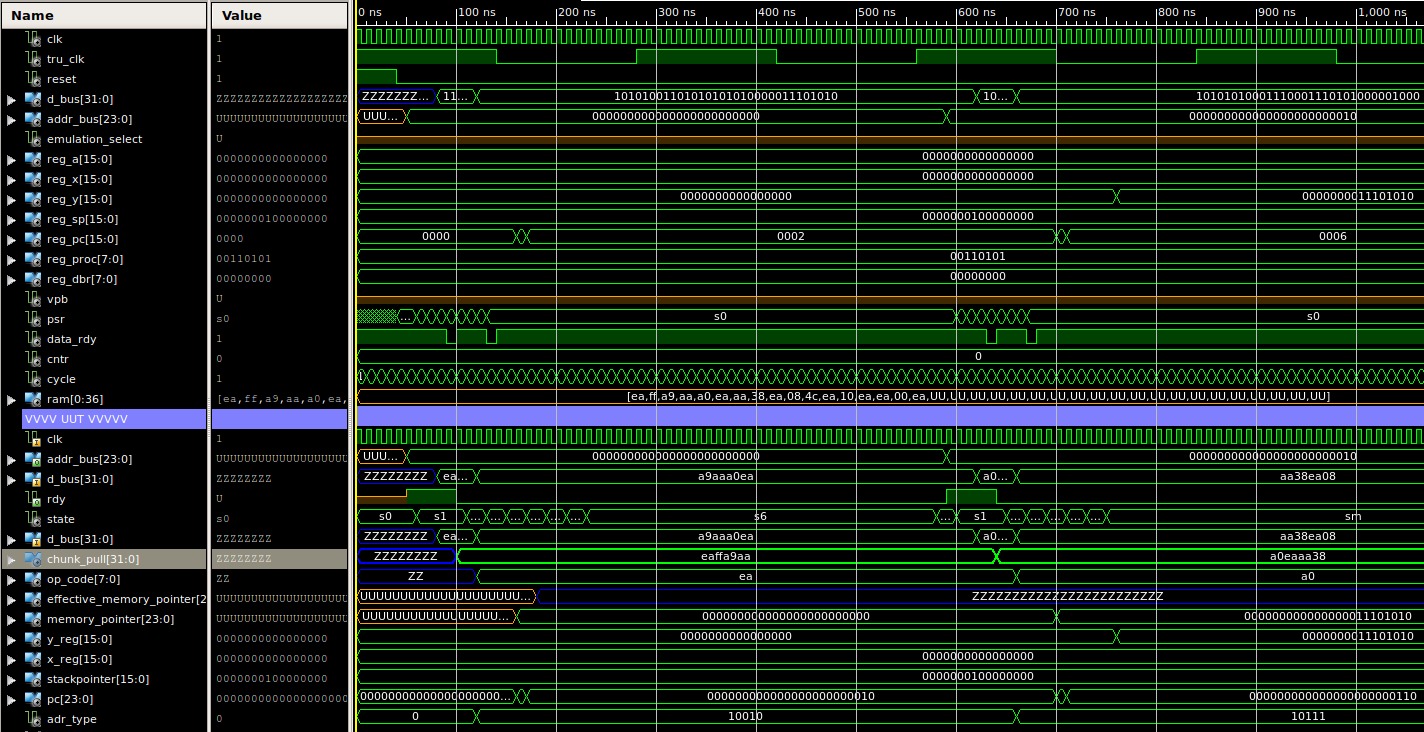 Name Value 0 ns 100 ns 200 ns 300 ns 400 ns 500 ns 600 ns 700 ns 800 ns 900 ns 1,000 ns
clk 1
tru_clk 1
reset 1
d_bus[31:0] ZZZZZZZZZZZZZZZZZZZ ZZZZZZZ... 11... 10101001101010101010000011101010 10... 10101010001110001110101000001000
addr_bus[23:0] UUUUUUUUUUUUUUUUUUU UUU... 000000000000000000000000 000000000000000000000010
emulation_select U
reg_a[15:0] 0000000000000000 0000000000000000
reg_x[15:0] 0000000000000000 0000000000000000
reg_y[15:0] 0000000000000000 0000000000000000 0000000011101010
reg_sp[15:0] 0000000100000000 0000000100000000
reg_pc[15:0] 0000 0000 0002 0006
reg_proc[7:0] 00110101 00110101
reg_dbr[7:0] 00000000 00000000
vpb U
psr s0 ... s0 s0
data_rdy 1
cntr 0 0
cycle 1
ram[0:36] [ea,ff,a9,aa,a0,ea, [ea,ff,a9,aa,a0,ea,aa,38,ea,08,4c,ea,10,ea,ea,00,ea,UU,UU,UU,UU,UU,UU,UU,UU,UU,UU,UU,UU,UU,UU,UU,UU,UU,UU,UU,UU]
VVVV UUT VVVVV
clk 1
addr_bus[23:0] UUUUUUUUUUUUUUUUUUU UUU... 000000000000000000000000 000000000000000000000010
d_bus[31:0] ZZZZZZZZ ZZZZZZZZ ea... a9aaa0ea a0... aa38ea08
rdy U
state s0 s0 s1 ... ... ... ... ... ... s6 ... s1 ... ... ... ... ... sm
d_bus[31:0] ZZZZZZZZ ZZZZZZZZ ea... a9aaa0ea a0... aa38ea08
chunk_pull[31:0] ZZZZZZZZ ZZZZZZZZ eaffa9aa a0eaaa38
op_code[7:0] ZZ ZZ ea a0
effective_memory_pointer[2 UUUUUUUUUUUUUUUUUUU UUUUUUUUUUUUUUUUUUUU... ZZZZZZZZZZZZZZZZZZZZZZZZ
memory_pointer[23:0] UUUUUUUUUUUUUUUUUUU UUUUUUUUUUUUUUUUU... 000000000000000000000000 000000000000000011101010
y_reg[15:0] 0000000000000000 0000000000000000 0000000011101010
x_reg[15:0] 0000000000000000 0000000000000000
stackpointer[15:0] 0000000100000000 0000000100000000
pc[23:0] 0000000000000000000 00000000000000000000... 000000000000000000000010 000000000000000000000110
adr_type 0 0 10010 10111